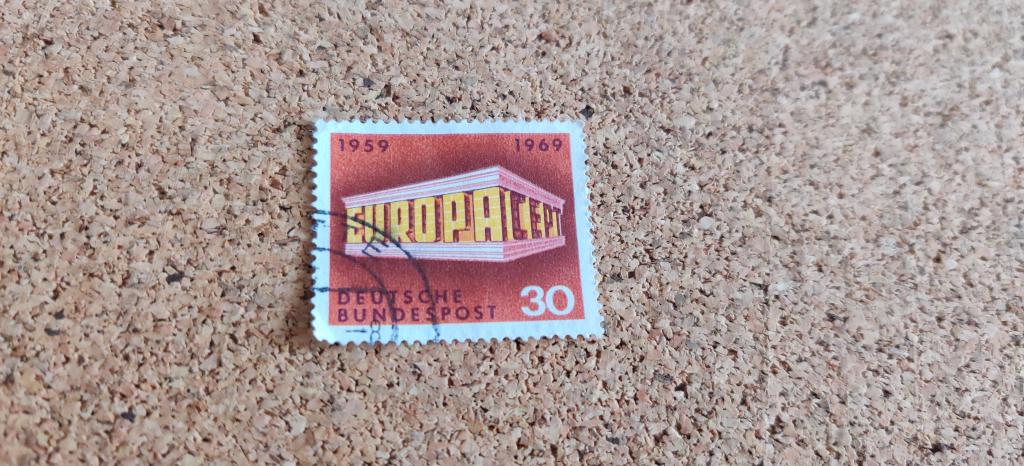 1959 1969
EUROPA CEPT
DEUTSCHE
BUNDESPOST
30